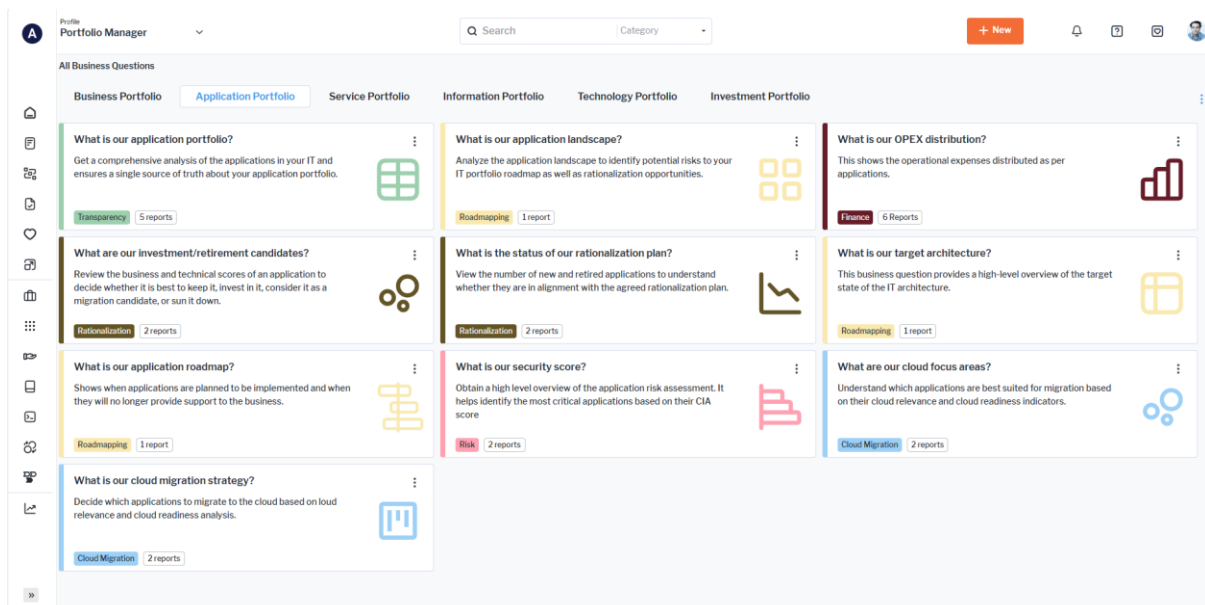 A
Profile
Portfolio Manager
Search
Category
+ New
All Business Questions
Business Portfolio
Application Portfolio
Service Portfolio
Information Portfolio
Technology Portfolio
Investment Portfolio
What is our application portfolio?
Get a comprehensive analysis of the applications in your IT and
ensures a single source of truth about your application portfolio.
Transparency
5 reports
What is our application landscape?
Analyze the application landscape to identify potential risks to your
IT portfolio roadmap as well as rationalization opportunities.
Roadmapping
1 report
What is our OPEX distribution?
This shows the operational expenses distributed as per
applications.
Finance
6 Reports
What are our investment/retirement candidates?
Review the business and technical scores of an application to
decide whether it is best to keep it, invest in it, consider it as a
migration candidate, or sun it down.
Rationalization
2 reports
What is the status of our rationalization plan?
View the number of new and retired applications to understand
whether they are in alignment with the agreed rationalization plan.
Rationalization
2 reports
What is our target architecture?
This business question provides a high-level overview of the target
state of the IT architecture.
Roadmapping
1 report
What is our application roadmap?
Shows when applications are planned to be implemented and when
they will no longer provide support to the business.
Roadmapping
1 report
What is our security score?
Obtain a high level overview of the application risk assessment. It
helps identify the most critical applications based on their CIA
score
Risk
2 reports
What are our cloud focus areas?
Understand which applications are best suited for migration based
on their cloud relevance and cloud readiness indicators.
Cloud Migration
2 reports
What is our cloud migration strategy?
Decide which applications to migrate to the cloud based on loud
relevance and cloud readiness analysis.
Cloud Migration
2 reports